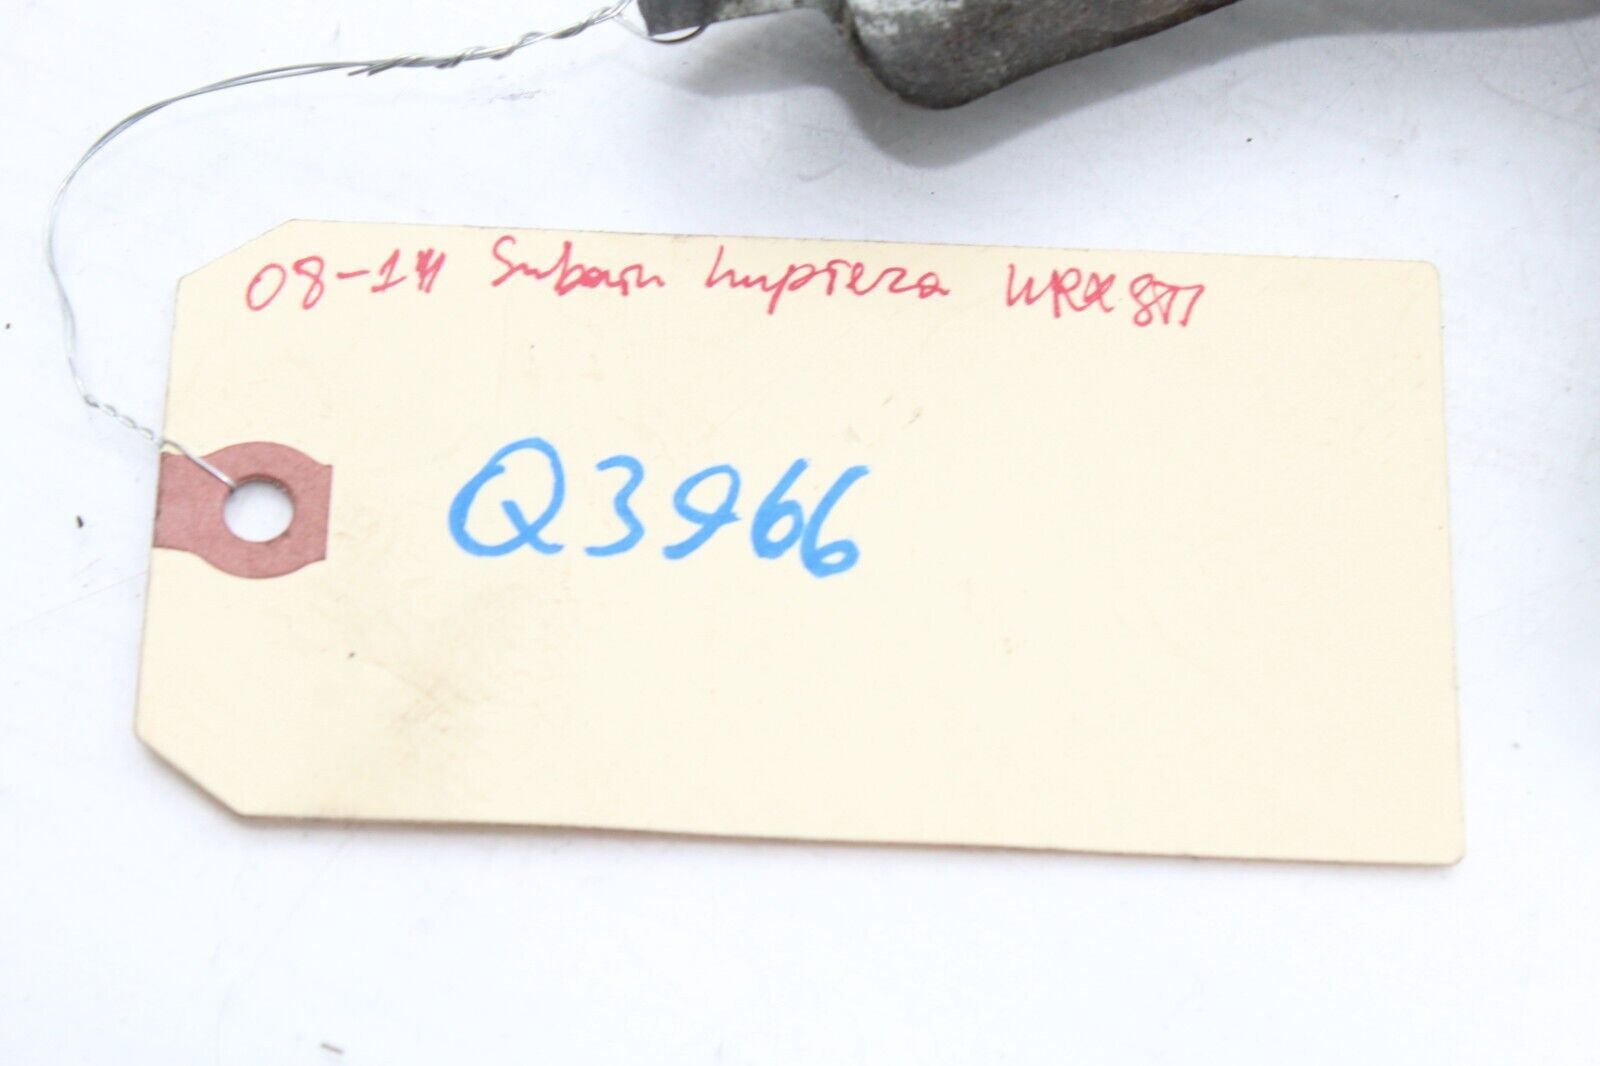 08-14 Subaru Impreza WRX STI
Q3966